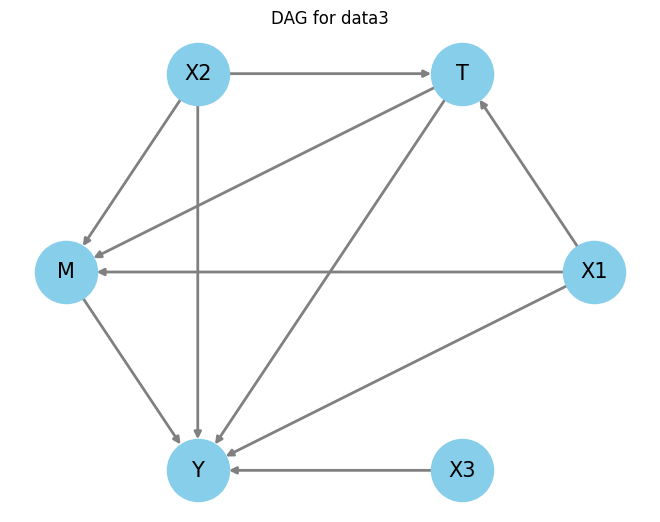 DAG for data3
X2
T
M
X1
Y
X3